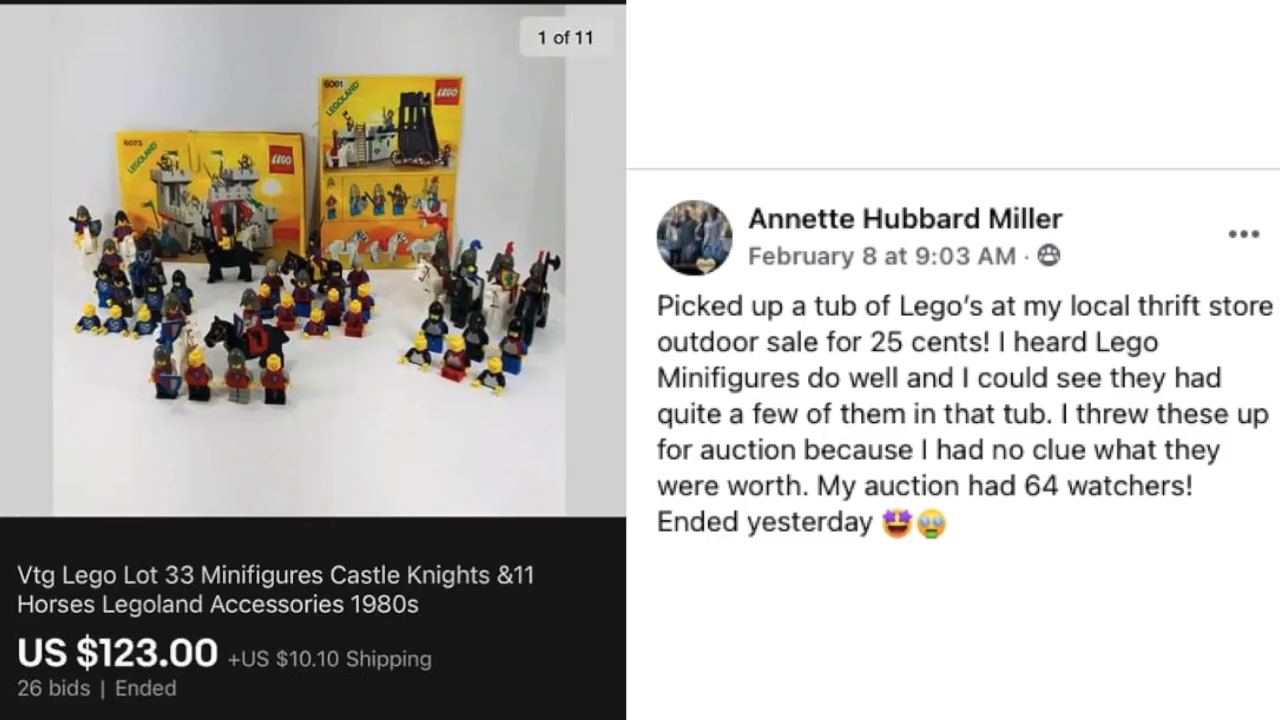 1 of 11
6061
LEGOLAND
LEGO
6073
LEGOLAND
LEGO
Vtg Lego Lot 33 Minifigures Castle Knights &11
Horses Legoland Accessories 1980s
US $123.00 +US $10.10 Shipping
26 bids | Ended
Annette Hubbard Miller
February 8 at 9:03 AM ·
Picked up a tub of Lego’s at my local thrift store
outdoor sale for 25 cents! I heard Lego
Minifigures do well and I could see they had
quite a few of them in that tub. I threw these up
for auction because I had no clue what they
were worth. My auction had 64 watchers!
Ended yesterday 🤩🤑